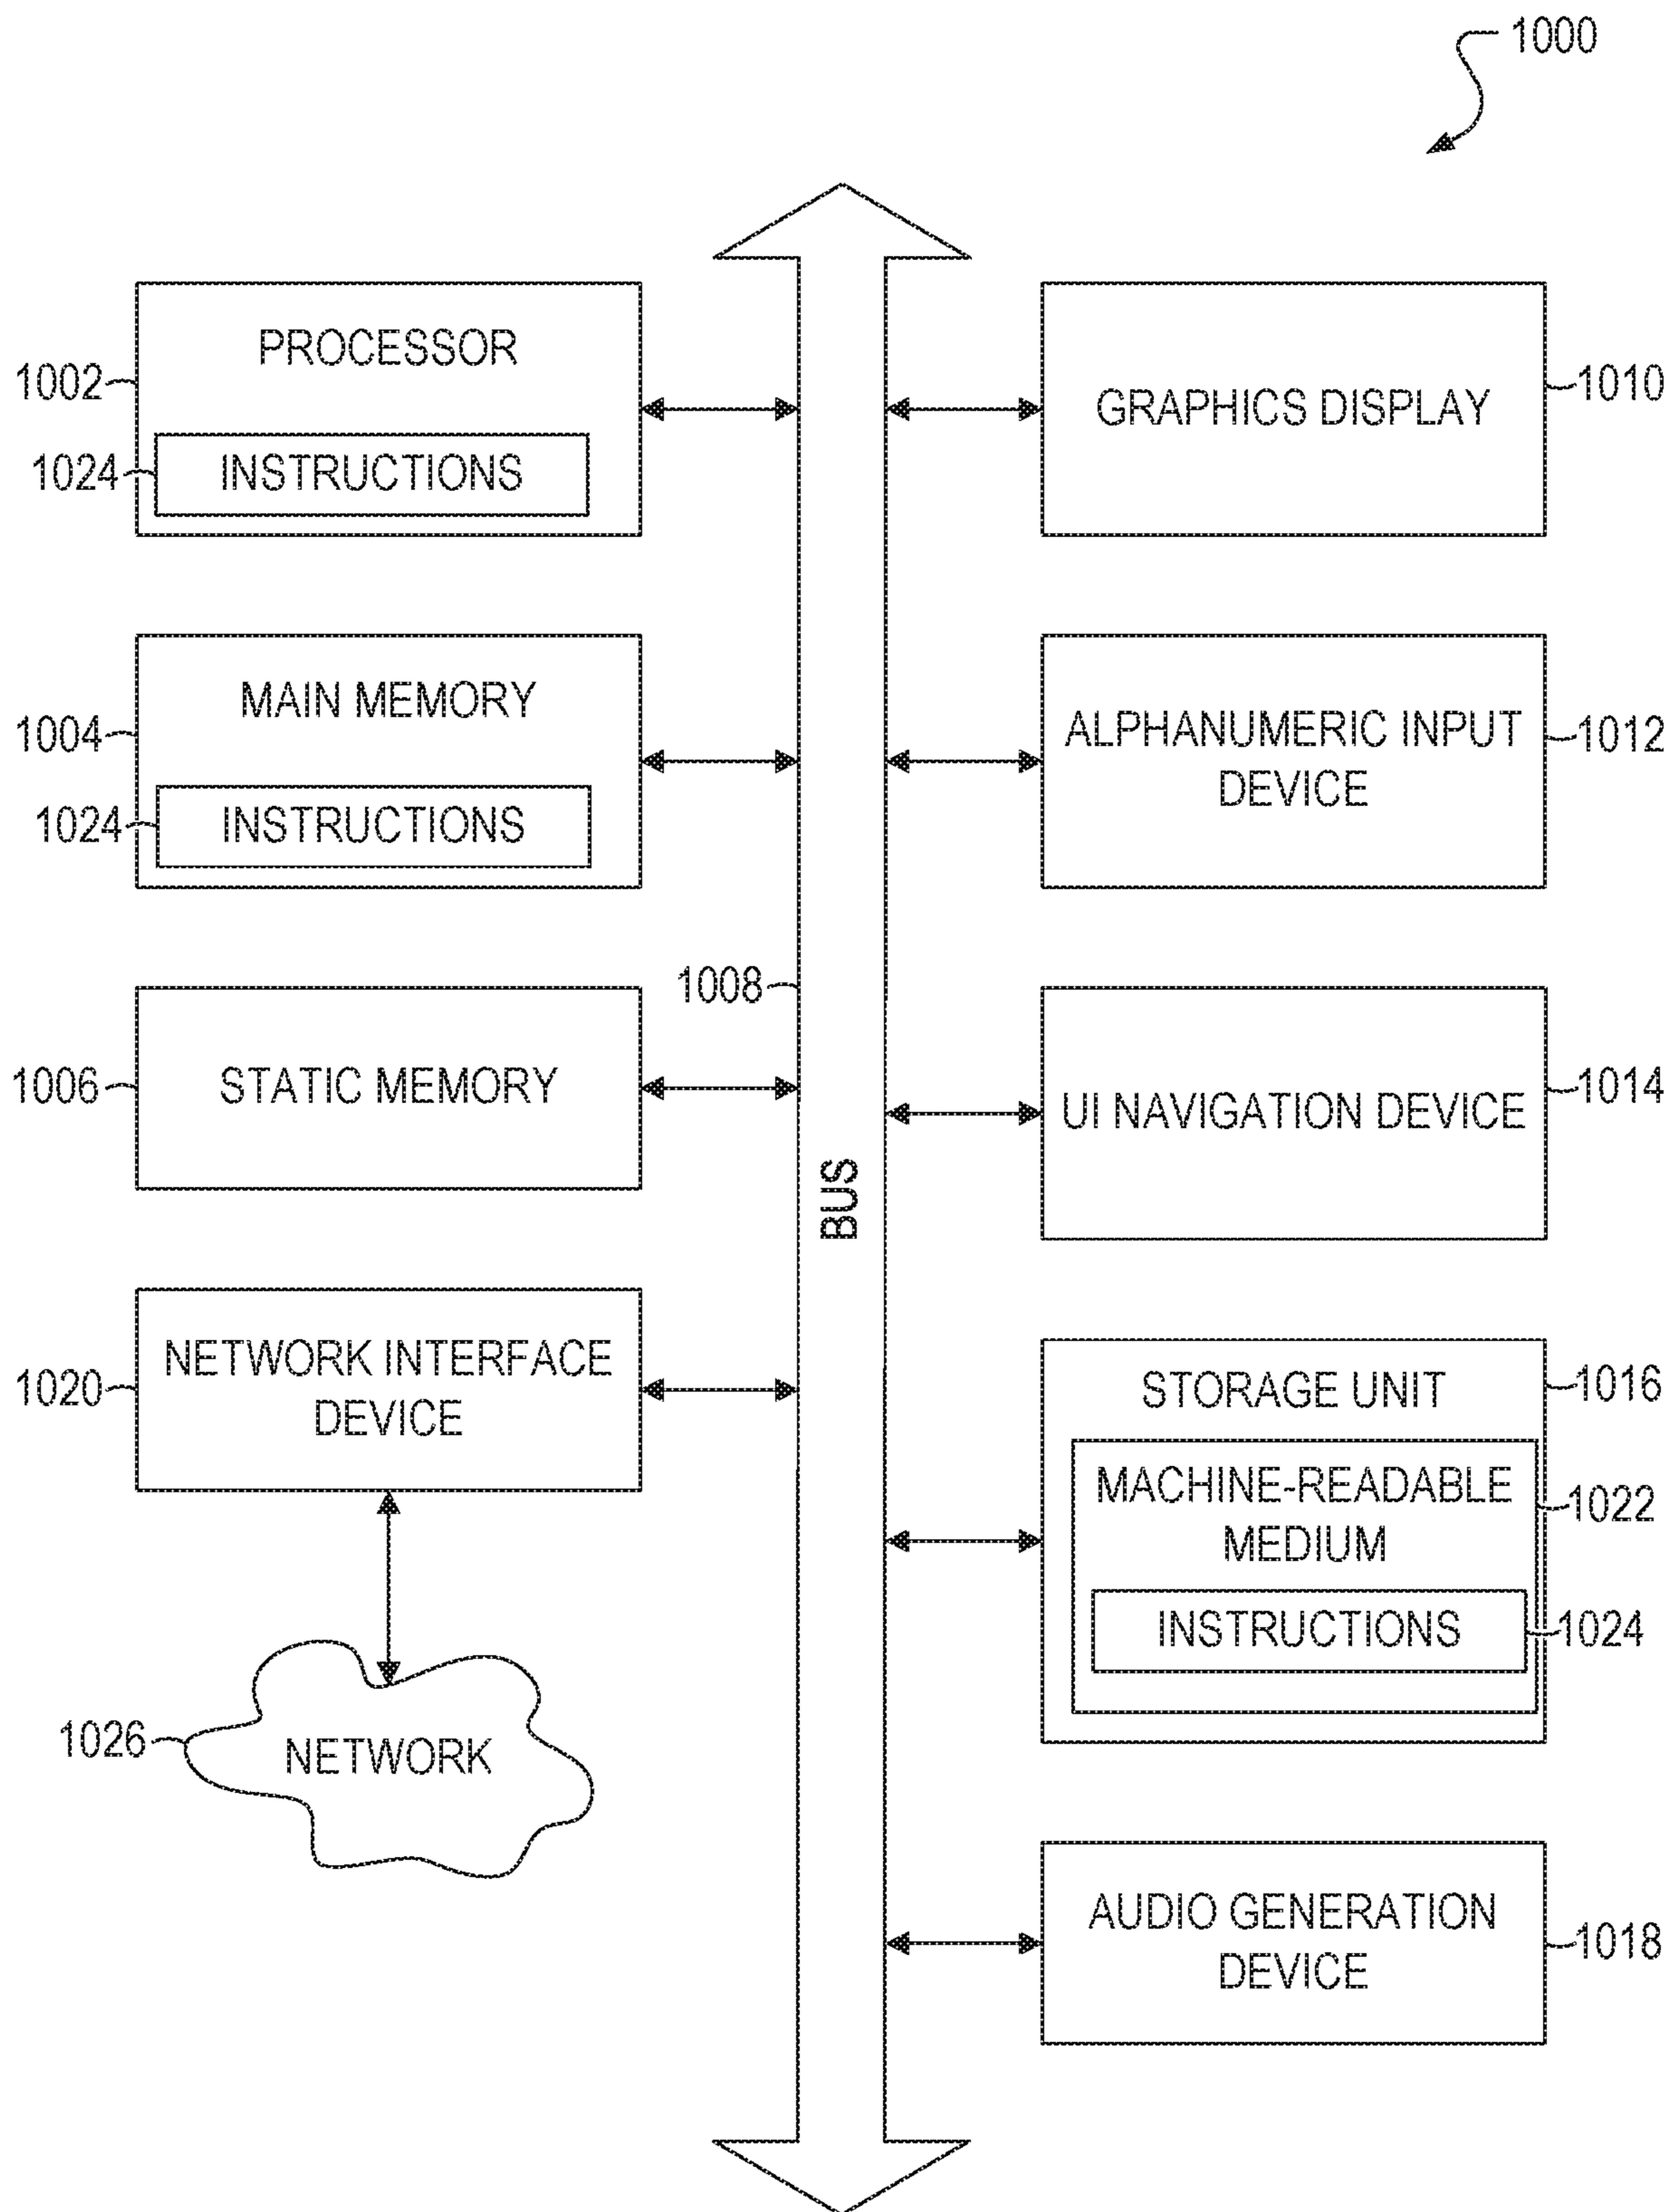 1000
PROCESSOR
1002
1024
INSTRUCTIONS
MAIN MEMORY
1004
1024
INSTRUCTIONS
1008
1006
STATIC MEMORY
BUS
NETWORK INTERFACE
DEVICE
1020
1026
NETWORK
GRAPHICS DISPLAY
1010
ALPHANUMERIC INPUT
DEVICE
1012
UI NAVIGATION DEVICE
1014
STORAGE UNIT
1016
MACHINE-READABLE
MEDIUM
1022
INSTRUCTIONS
1024
AUDIO GENERATION
DEVICE
1018